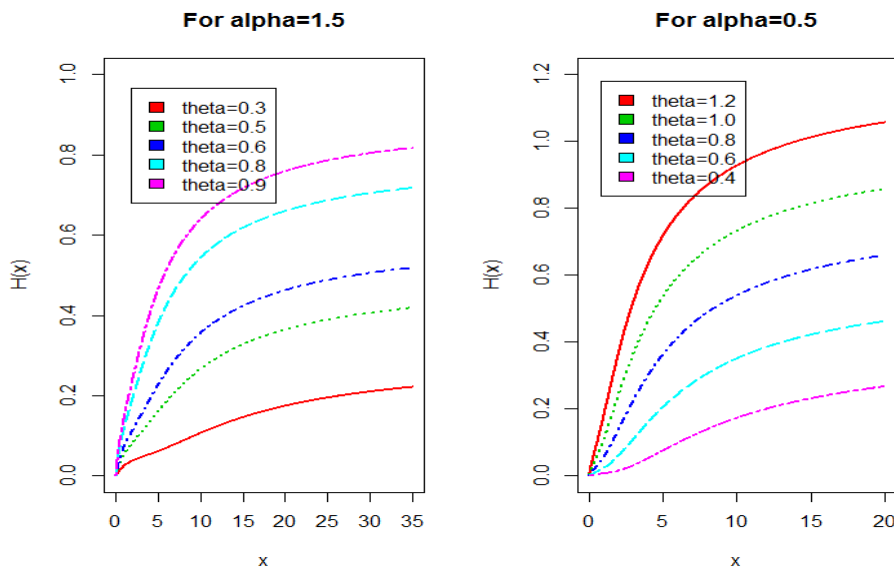 For alpha=1.5
H(x)
1.0
0.8
0.6
0.4
0.2
0.0
theta=0.3
theta=0.5
theta=0.6
theta=0.8
theta=0.9
0 5 10 15 20 25 30 35
x
For alpha=0.5
H(x)
1.2
1.0
0.8
0.6
0.4
0.2
0.0
theta=1.2
theta=1.0
theta=0.8
theta=0.6
theta=0.4
0 5 10 15 20
x